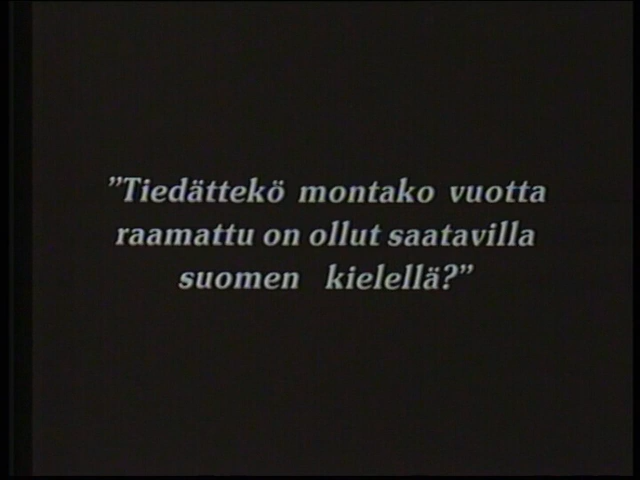 ”Tiedättekö montako vuotta
raamattu on ollut saatavilla
suomen kielellä?”